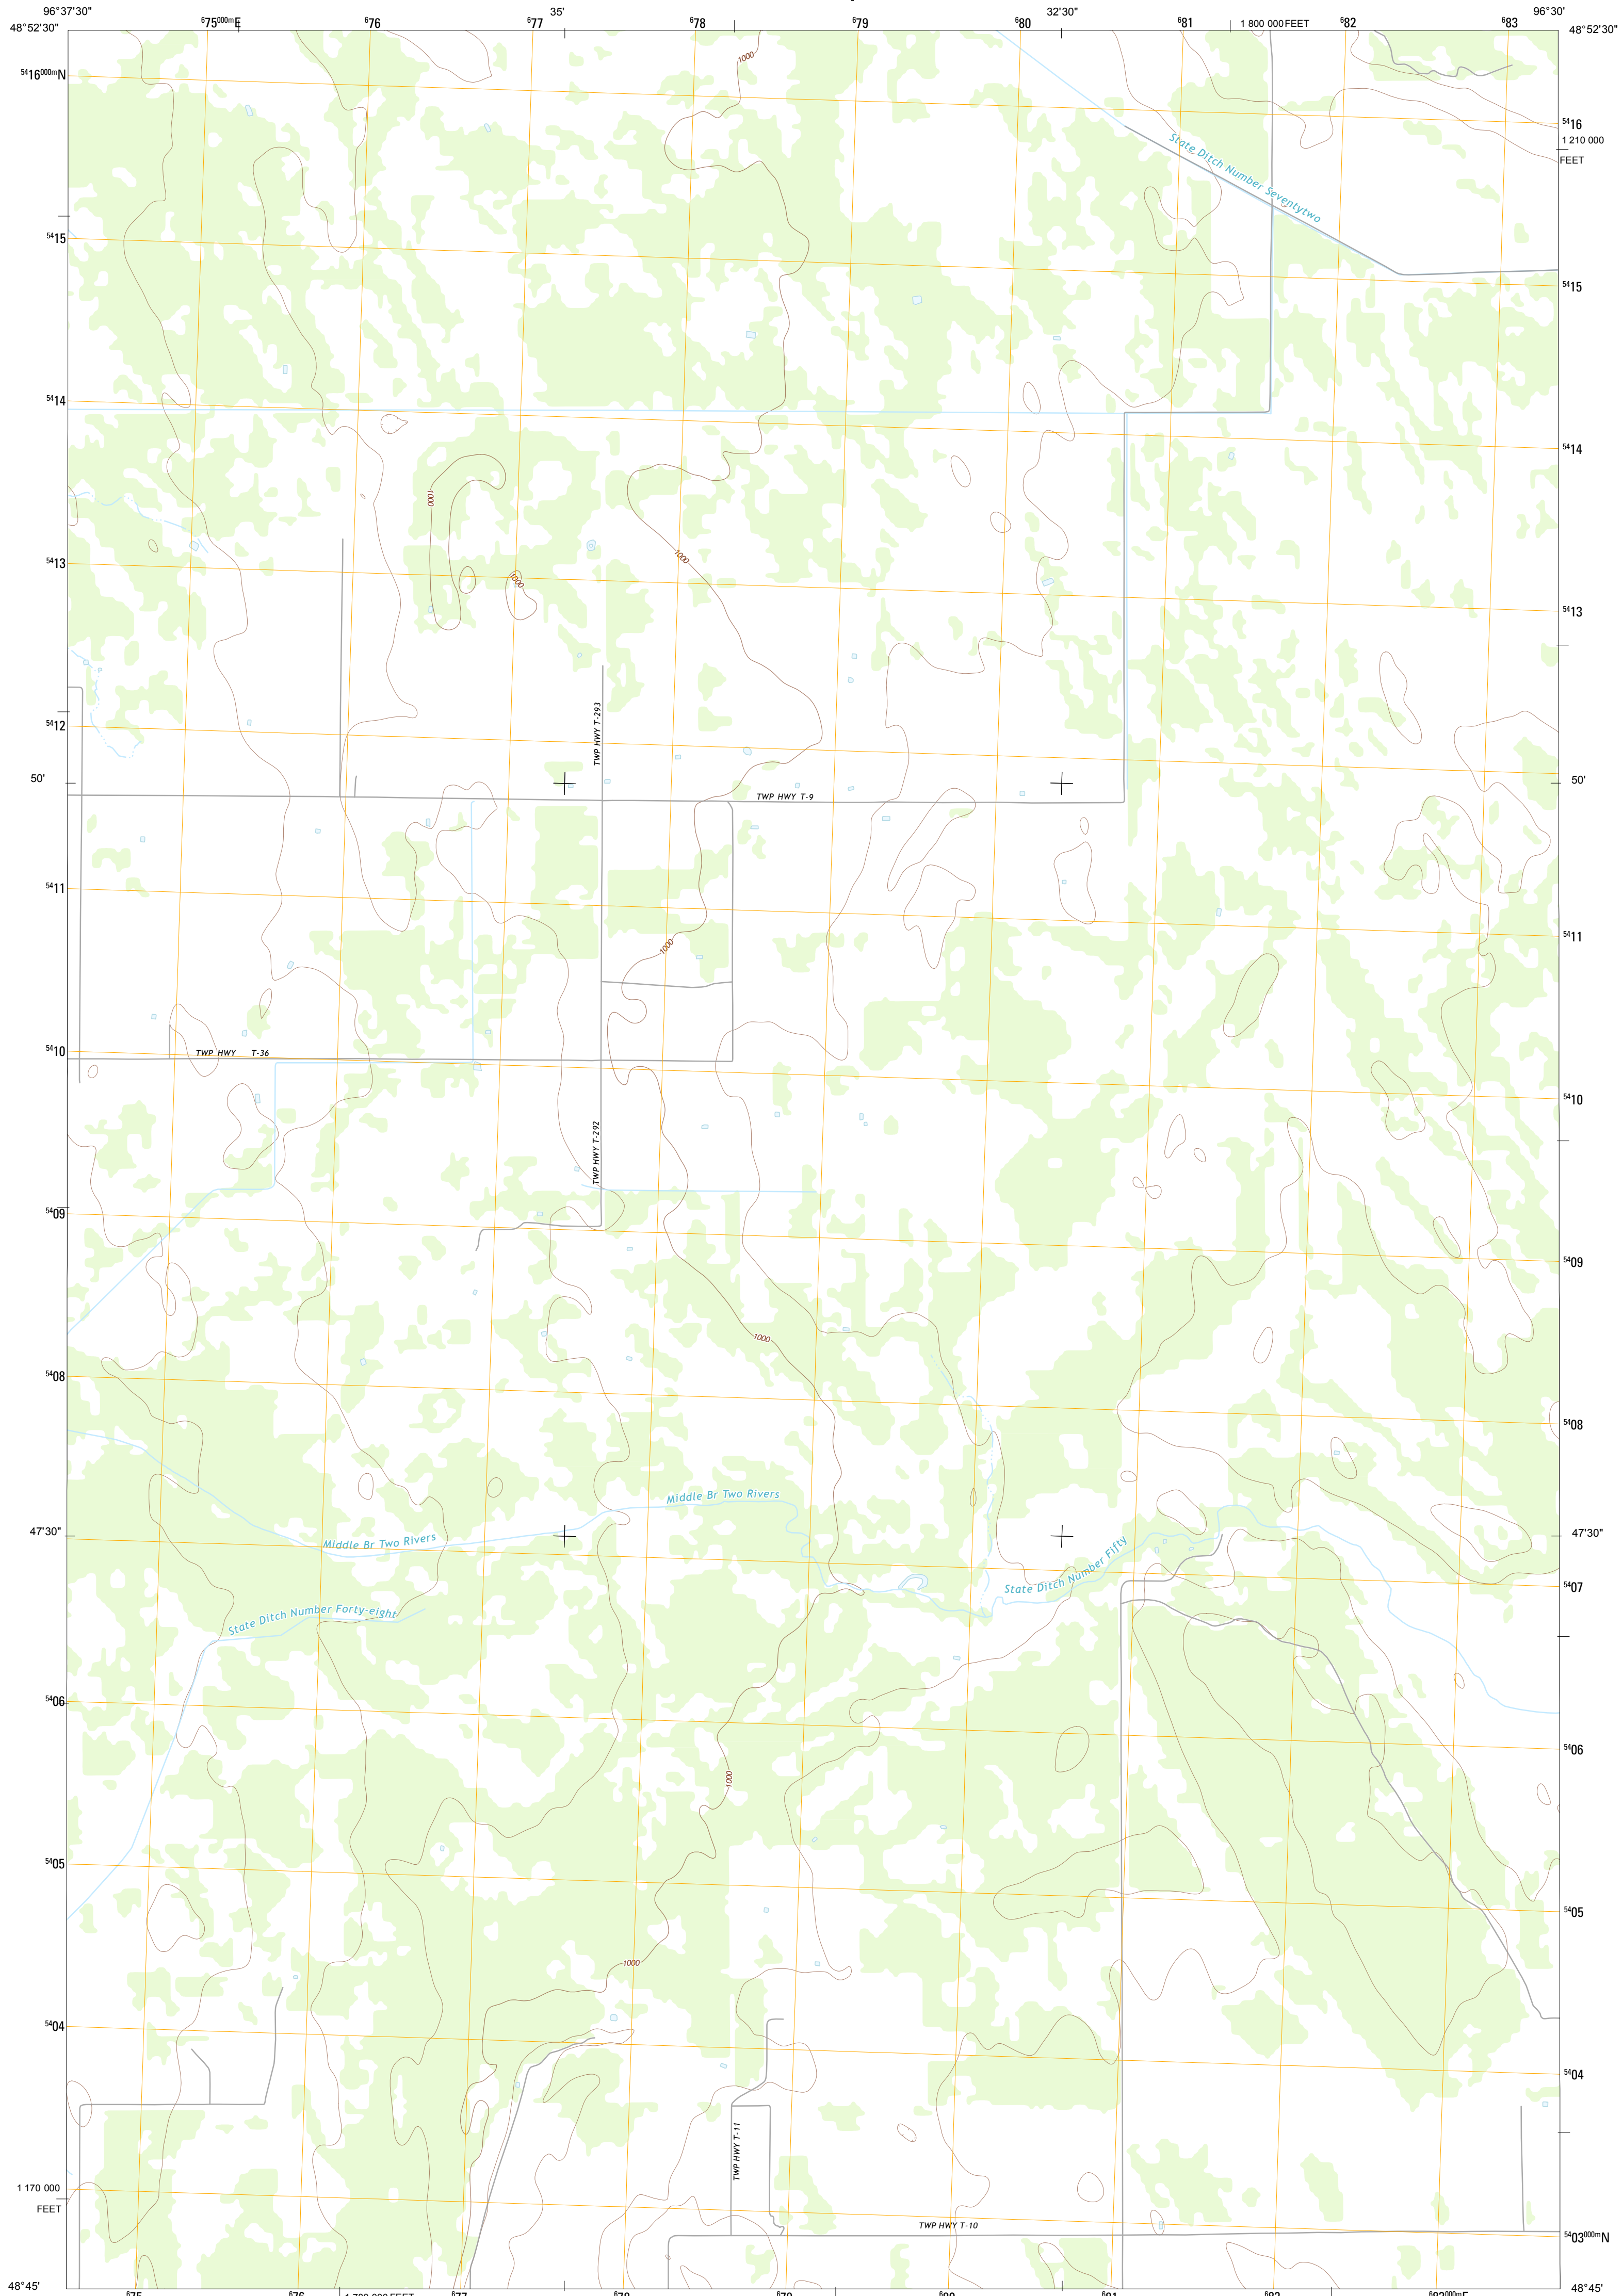 96°37'30" 675000mE 676 35' 677 678 679 680 32'30" 681 1 800 000 FEET 682 683 96°30'
48°52'30" 48°52'30"
1000
5416000mN
5416
1 210 000
FEET
State Ditch Number Seventytwo
5415
5415
5414
5414
1000
1000
1000
5413
5413
TWP HWY T-293
5412
50' 50'
TWP HWY T-9
5411
5411
1000
5410
TWP HWY T-36
5410
TWP HWY T-292
5409
5409
1000
5408
5408
Middle Br Two Rivers
47'30" 47'30"
Middle Br Two Rivers
State Ditch Number Fifty
5407
State Ditch Number Forty-eight
5406
5406
1000
5405
5405
1000
5404
5404
TWP HWY T-11
1 170 000
FEET
TWP HWY T-10
5403000mN
48°45' 48°45'